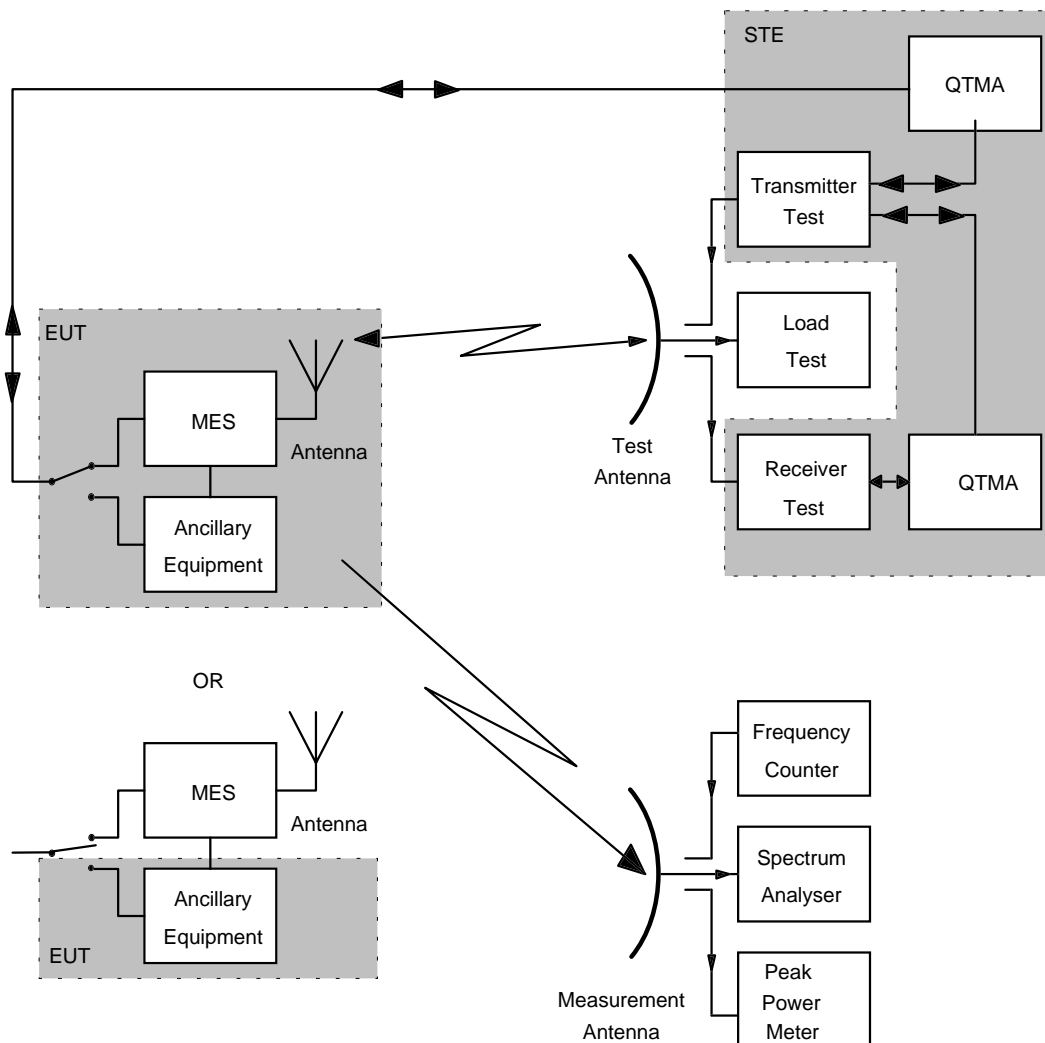 STE
QTMA
Transmitter
Test
EUT
Load
Test
MES
Antenna
Test
Antenna
Receiver
Test
QTMA
Ancillary
Equipment
OR
Frequency
Counter
MES
Antenna
Spectrum
Analyser
Ancillary
Equipment
EUT
Measurement
Antenna
Peak
Power
Meter